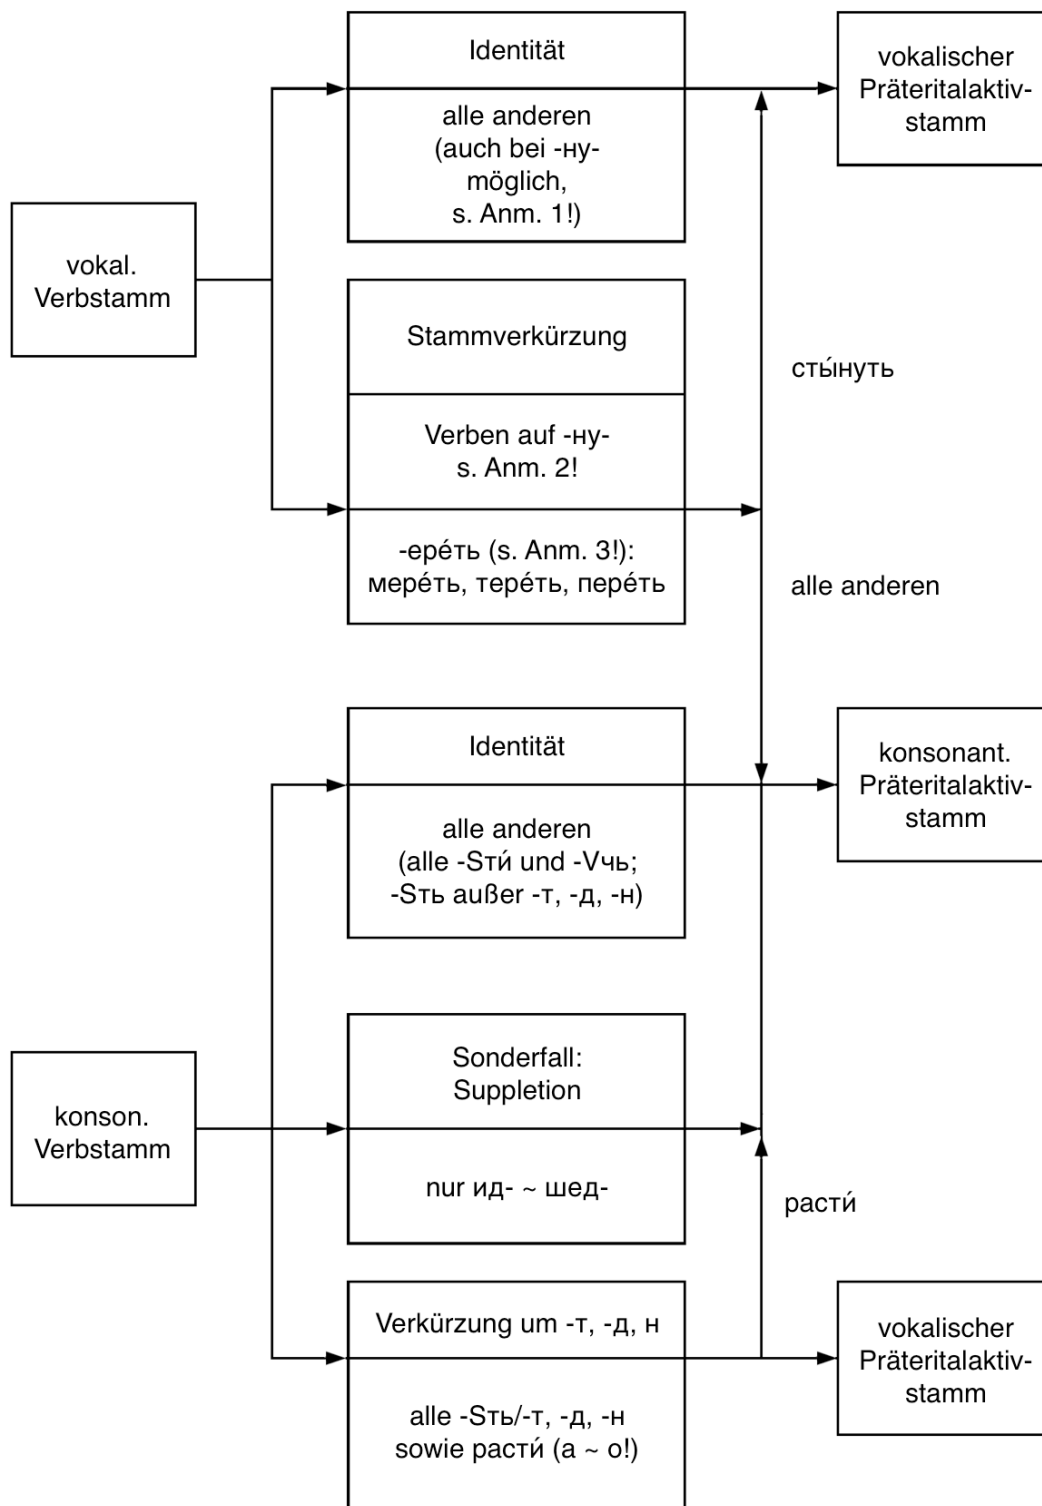 Identität
alle anderen
(auch bei -ну-
möglich,
s. Anm. 1!)
vokalischer
Präteritalaktiv-
stamm
vokal.
Verbstamm
Stammverkürzung
Verben auf -ну-
s. Anm. 2!
-ере́ть (s. Anm. 3!):
мере́ть, тере́ть, пере́ть
сты́нуть
alle anderen
Identität
alle anderen
(alle -Sти́ und -Vчь;
-Sть außer -т, -д, -н)
konsonant.
Präteritalaktiv-
stamm
konson.
Verbstamm
Sonderfall:
Suppletion
nur ид- ~ шед-
расти́
Verkürzung um -т, -д, н
alle -Sть/-т, -д, -н
sowie расти́ (а ~ о!)
vokalischer
Präteritalaktiv-
stamm